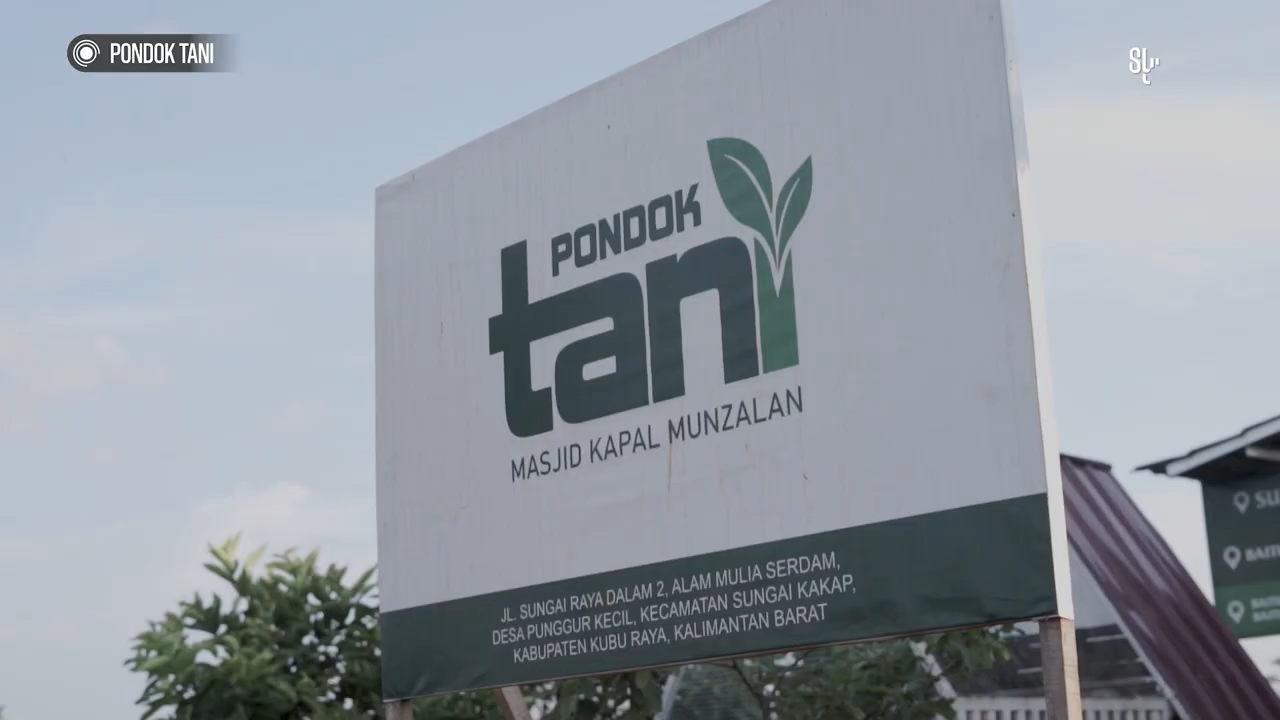 PONDOK TANI
PONDOK
tani
MASJID KAPAL MUNZALAN
JL. SUNGAI RAYA DALAM 2, ALAM MULIA SERDAM,
DESA PUNGGUR KECIL, KECAMATAN SUNGAI KAKAP,
KABUPATEN KUBU RAYA, KALIMANTAN BARAT